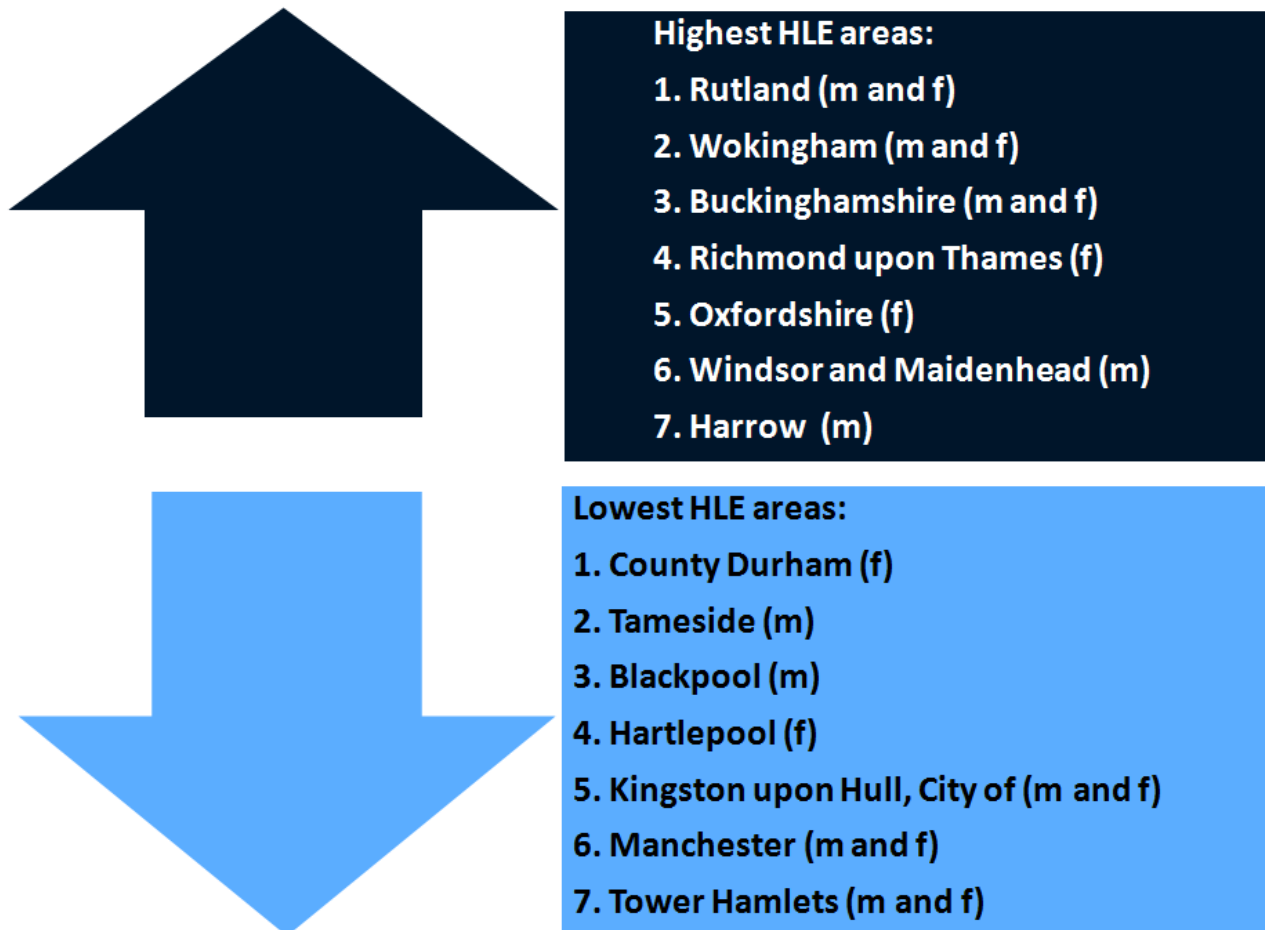 Highest HLE areas:
1. Rutland (m and f)
2. Wokingham (m and f)
3. Buckinghamshire (m and f)
4. Richmond upon Thames (f)
5. Oxfordshire (f)
6. Windsor and Maidenhead (m)
7. Harrow (m)
Lowest HLE areas:
1. County Durham (f)
2. Tameside (m)
3. Blackpool (m)
4. Hartlepool (f)
5. Kingston upon Hull, City of (m and f)
6. Manchester (m and f)
7. Tower Hamlets (m and f)